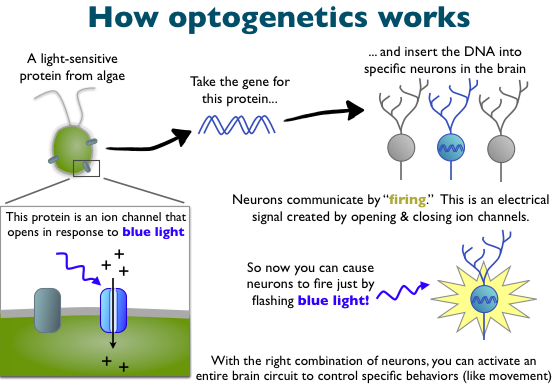 How optogenetics works
A light-sensitive
protein from algae
Take the gene for
this protein...
... and insert the DNA into
specific neurons in the brain
This protein is an ion channel that
opens in response to blue light
+
+
+
+
+
Neurons communicate by “firing.” This is an electrical
signal created by opening & closing ion channels.
So now you can cause
neurons to fire just by
flashing blue light!
With the right combination of neurons, you can activate an
entire brain circuit to control specific behaviors (like movement)